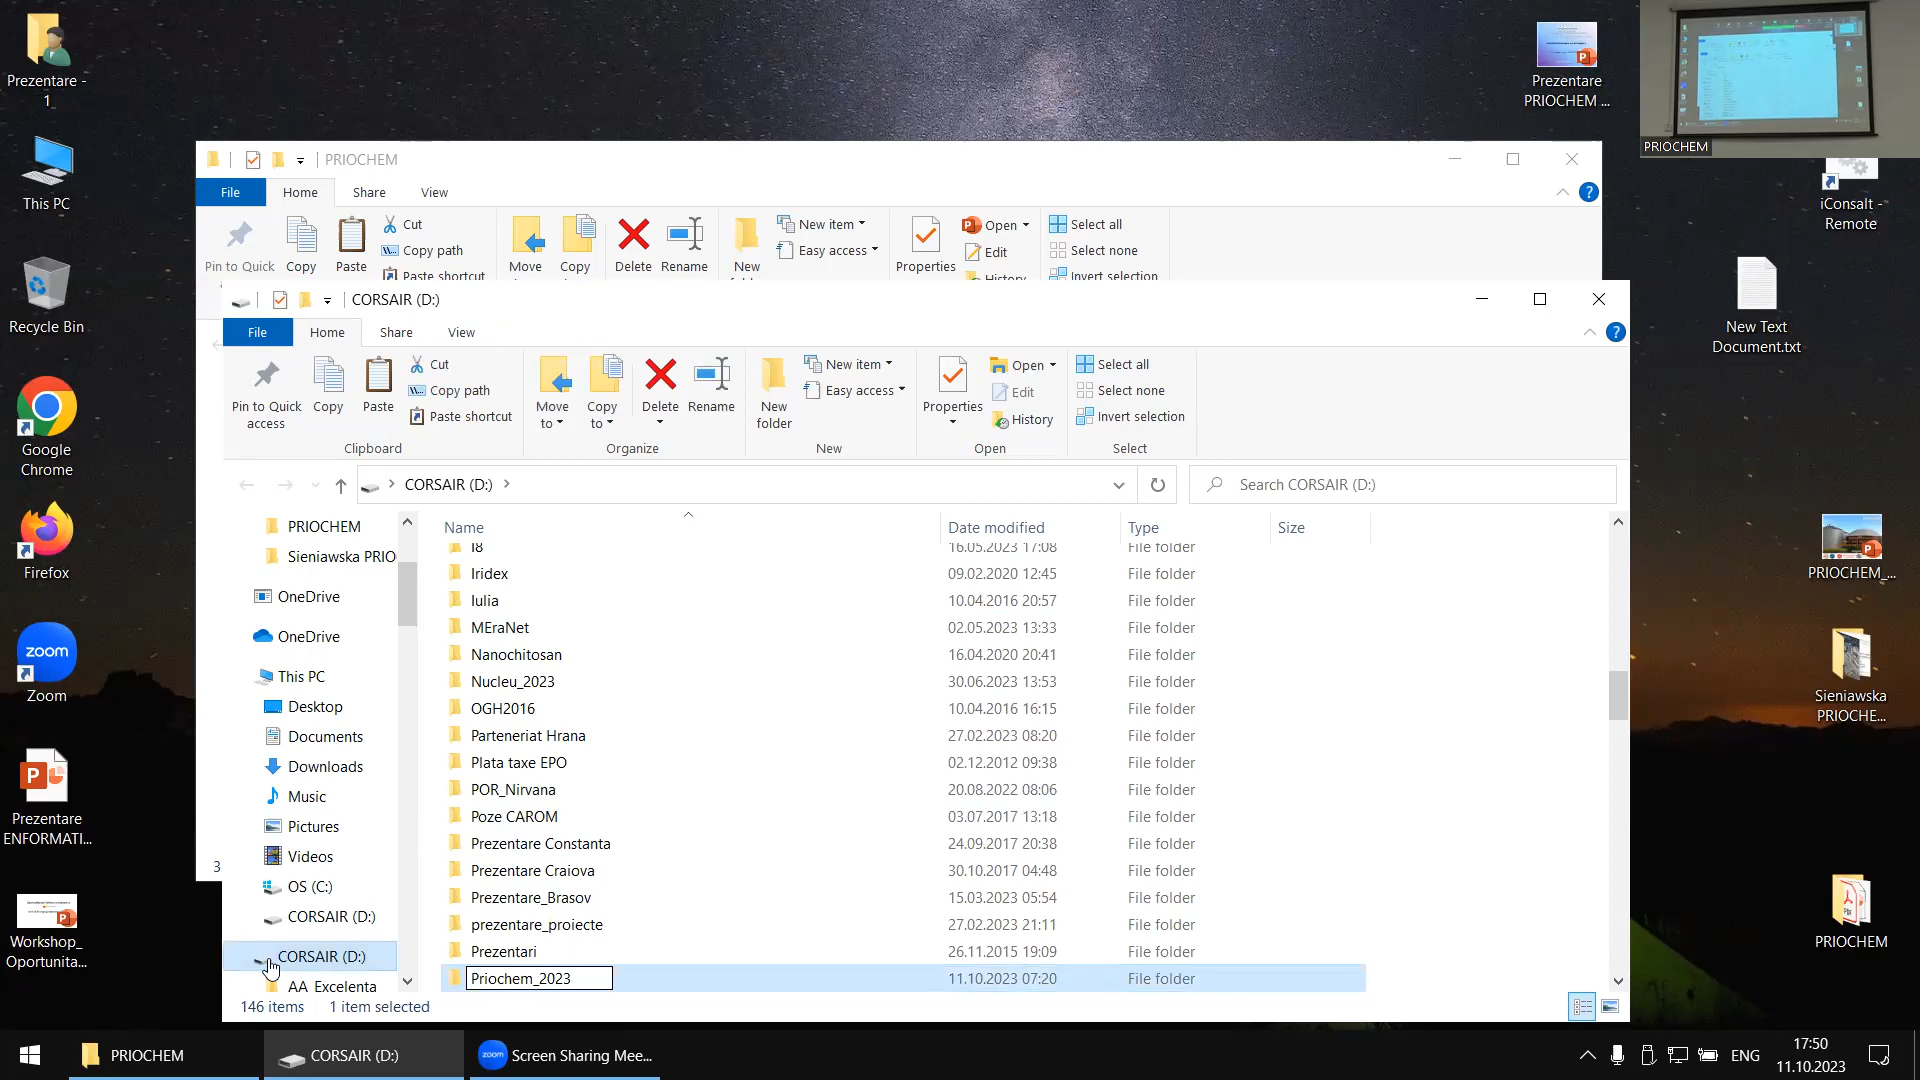 Prezentare -
1
This PC
Recycle Bin
Google
Chrome
Firefox
zoom
Zoom
Prezentare
ENFORMATI...
Workshop_
Oportunita...
Prezentare
PRIOCHEM ...
PRIOCHEM
iConsalt -
Remote
New Text
Document.txt
PRIOCHEM_...
Sieniawska
PRIOCHE...
PRIOCHEM
PRIOCHEM
File
Home
Share
View
Pin to Quick
Copy
Paste
Cut
Copy path
Paste shortcut
Move
Copy
Delete
Rename
New
New item
Easy access
Properties
Open
Edit
History
Select all
Select none
Invert selection
3
CORSAIR (D:)
File
Home
Share
View
Pin to Quick
access
Copy
Paste
Cut
Copy path
Paste shortcut
Clipboard
Move
to
Copy
to
Delete
Rename
Organize
New
folder
New item
Easy access
New
Properties
Open
Edit
History
Open
Select all
Select none
Invert selection
Select
CORSAIR (D:)
Search CORSAIR (D:)
PRIOCHEM
Sieniawska PRIO
OneDrive
OneDrive
This PC
Desktop
Documents
Downloads
Music
Pictures
Videos
OS (C:)
CORSAIR (D:)
CORSAIR (D:)
AA Excelenta
Name Date modified Type Size
I8 16.05.2023 17:08 File folder
Iridex 09.02.2020 12:45 File folder
Iulia 10.04.2016 20:57 File folder
MEraNet 02.05.2023 13:33 File folder
Nanochitosan 16.04.2020 20:41 File folder
Nucleu_2023 30.06.2023 13:53 File folder
OGH2016 10.04.2016 16:15 File folder
Parteneriat Hrana 27.02.2023 08:20 File folder
Plata taxe EPO 02.12.2012 09:38 File folder
POR_Nirvana 20.08.2022 08:06 File folder
Poze CAROM 03.07.2017 13:18 File folder
Prezentare Constanta 24.09.2017 20:38 File folder
Prezentare Craiova 30.10.2017 04:48 File folder
Prezentare_Brasov 15.03.2023 05:54 File folder
prezentare_proiecte 27.02.2023 21:11 File folder
Prezentari 26.11.2015 19:09 File folder
Priochem_2023 11.10.2023 07:20 File folder
146 items 1 item selected
PRIOCHEM
CORSAIR (D:)
zoom
Screen Sharing Mee...
ENG
17:50
11.10.2023